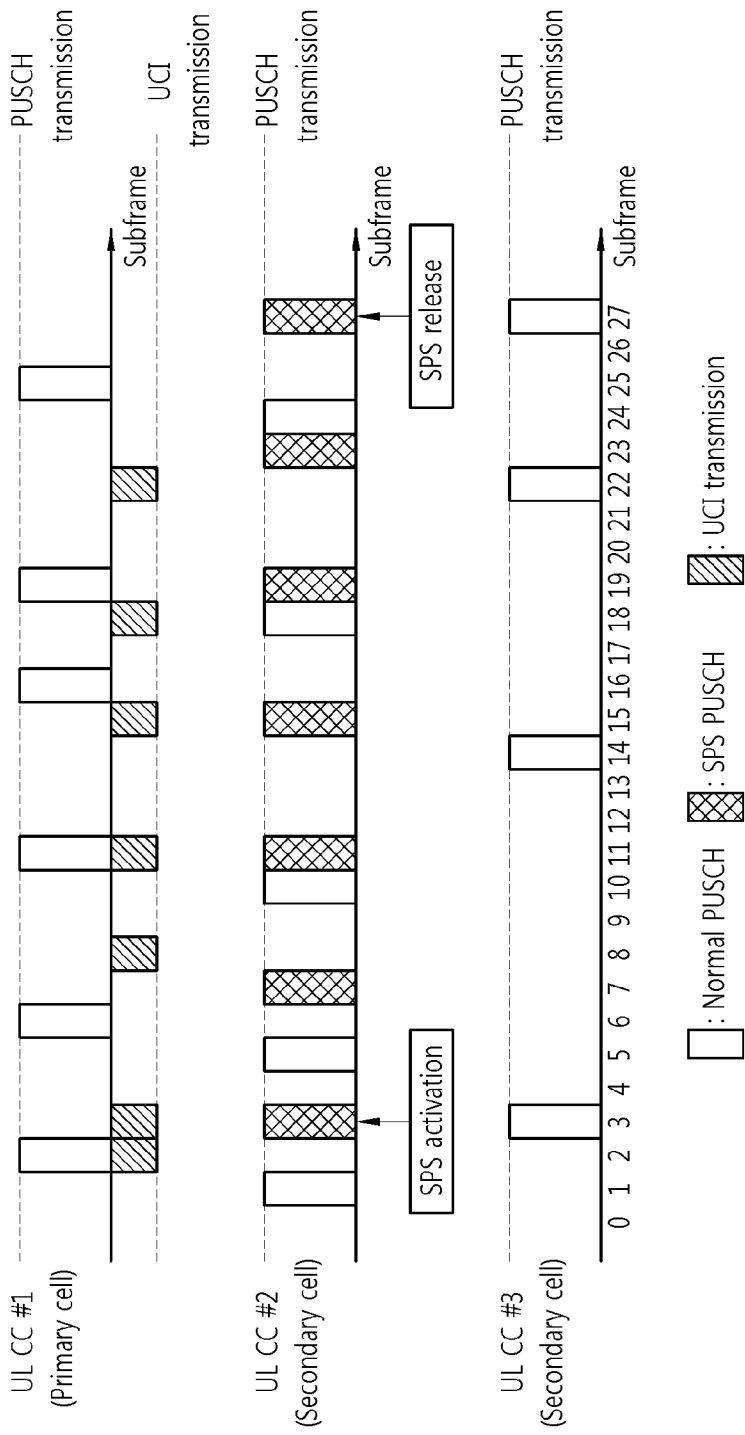 UL CC #1
(Primary cell)
PUSCH
transmission
Subframe
UCI
transmission
UL CC #2
(Secondary cell)
PUSCH
transmission
Subframe
SPS activation
SPS release
UL CC #3
(Secondary cell)
PUSCH
transmission
Subframe
0 1 2 3 4 5 6 7 8 9 10 11 12 13 14 15 16 17 18 19 20 21 22 23 24 25 26 27
: Normal PUSCH
: SPS PUSCH
: UCI transmission